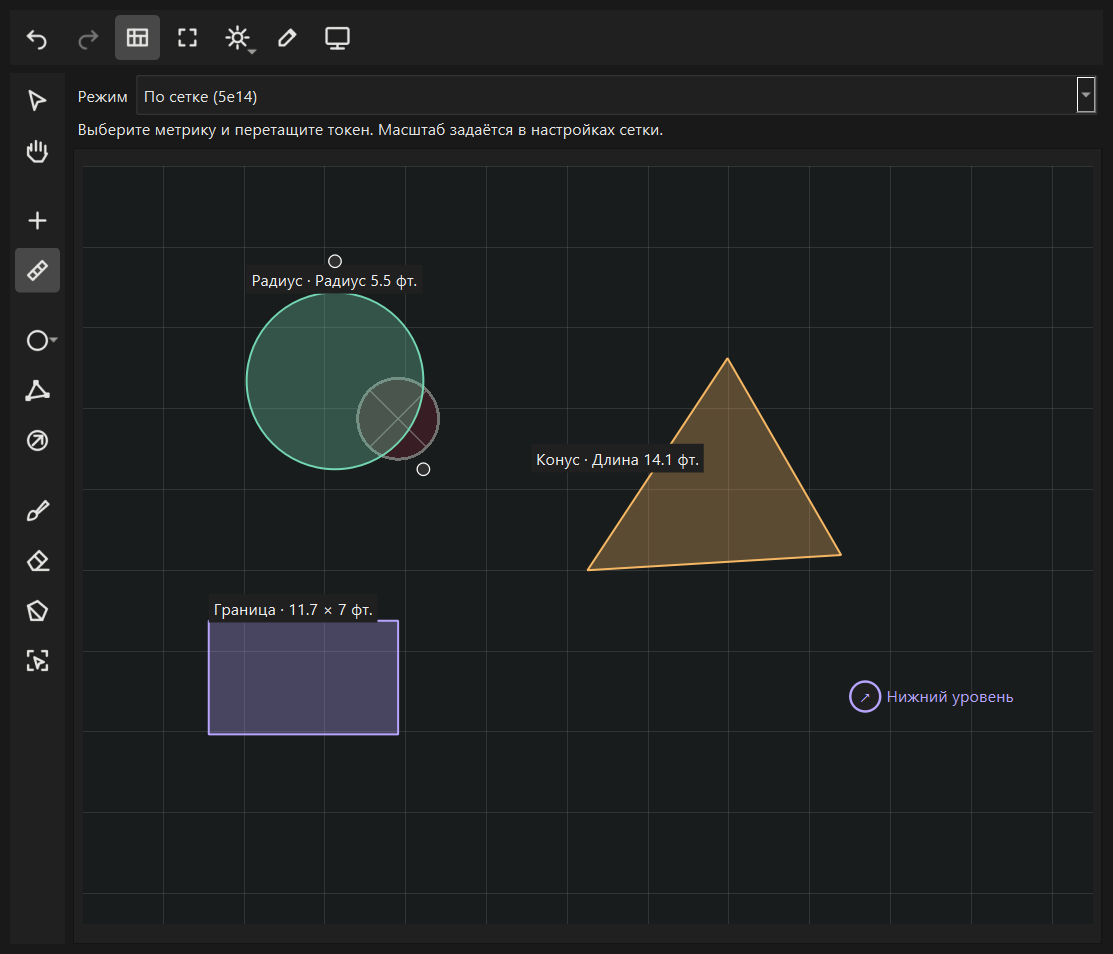 Режим
По сетке (5e14)
Выберите метрику и перетащите токен. Масштаб задаётся в настройках сетки.
Радиус · Радиус 5.5 фт.
Конус · Длина 14.1 фт.
Граница · 11.7 × 7 фт.
Нижний уровень